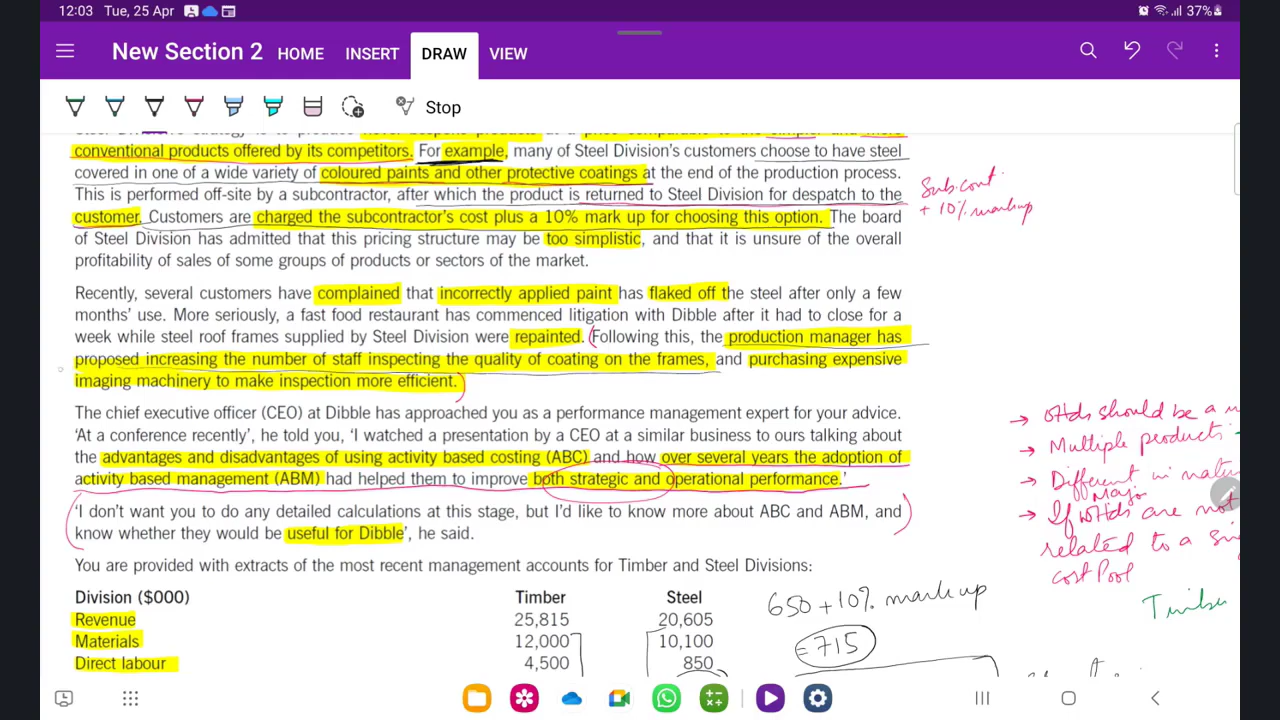 12:03 Tue, 25 Apr
37%
New Section 2 HOME INSERT DRAW VIEW
Stop
conventional products offered by its competitors. For example, many of Steel Division's customers choose to have steel
covered in one of a wide variety of coloured paints and other protective coatings at the end of the production process.
This is performed off-site by a subcontractor, after which the product is returned to Steel Division for despatch to the
customer. Customers are charged the subcontractor's cost plus a 10% mark up for choosing this option. The board
of Steel Division has admitted that this pricing structure may be too simplistic, and that it is unsure of the overall
profitability of sales of some groups of products or sectors of the market.
Subcont
+ 10% markup
Recently, several customers have complained that incorrectly applied paint has flaked off the steel after only a few
months' use. More seriously, a fast food restaurant has commenced litigation with Dibble after it had to close for a
week while steel roof frames supplied by Steel Division were repainted. Following this, the production manager has
proposed increasing the number of staff inspecting the quality of coating on the frames, and purchasing expensive
imaging machinery to make inspection more efficient.
The chief executive officer (CEO) at Dibble has approached you as a performance management expert for your advice.
'At a conference recently', he told you, 'I watched a presentation by a CEO at a similar business to ours talking about
the advantages and disadvantages of using activity based costing (ABC) and how over several years the adoption of
activity based management (ABM) had helped them to improve both strategic and operational performance.'
'I don't want you to do any detailed calculations at this stage, but I'd like to know more about ABC and ABM, and
know whether they would be useful for Dibble', he said.
→ OHds should be a
→ Multiple products
→ Different in
Major
→ If OHds are not
related to a
cost Pool
You are provided with extracts of the most recent management accounts for Timber and Steel Divisions:
Division ($000) Timber Steel
Revenue 25,815 20,605
Materials 12,000 10,100
Direct labour 4,500 850
650 + 10% mark up
= 715
Timber